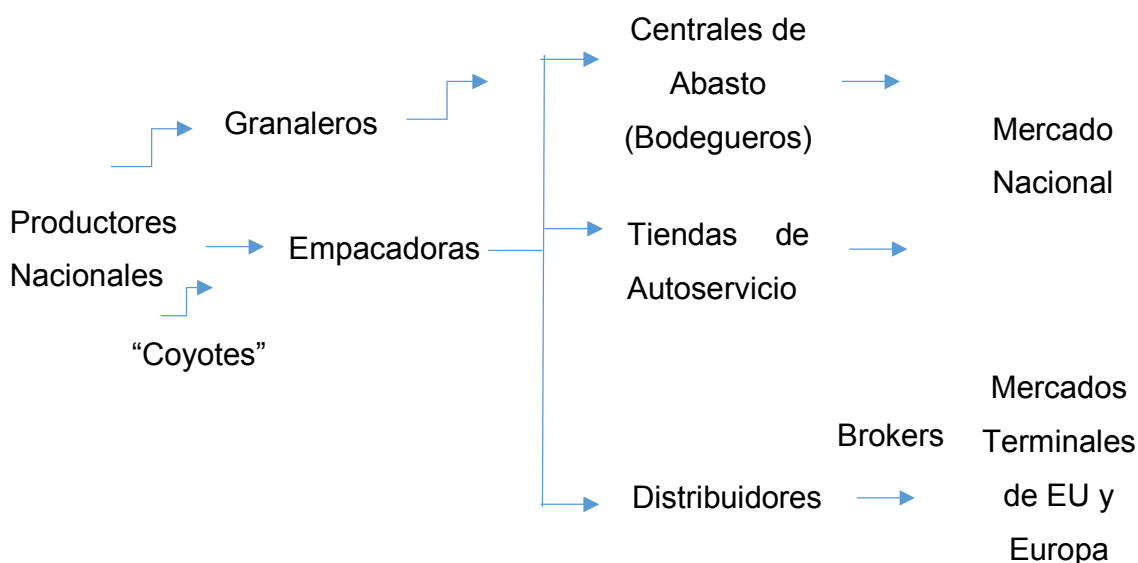 Centrales de
Abasto
(Bodegueros)
Granaleros
Mercado
Nacional
Productores
Nacionales
Empacadoras
Tiendas de
Autoservicio
“Coyotes”
Brokers
Mercados
Terminales
de EU y
Europa
Distribuidores